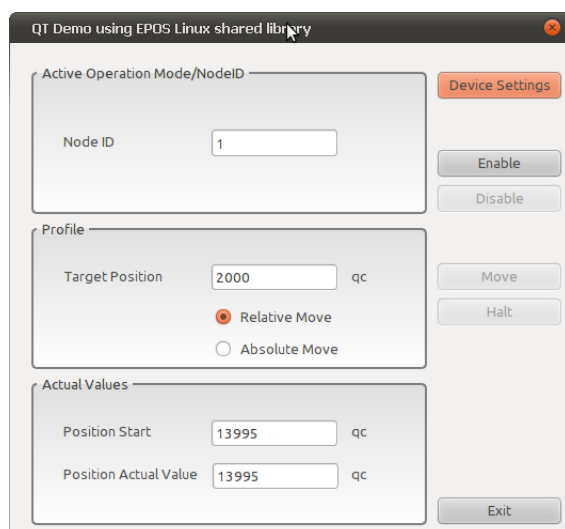 QT Demo using EPOS Linux shared library
Active Operation Mode/NodeID
Device Settings
Node ID 1
Enable
Disable
Profile
Target Position 2000 qc
Move
Relative Move
Halt
Absolute Move
Actual Values
Position Start 13995 qc
Position Actual Value 13995 qc
Exit